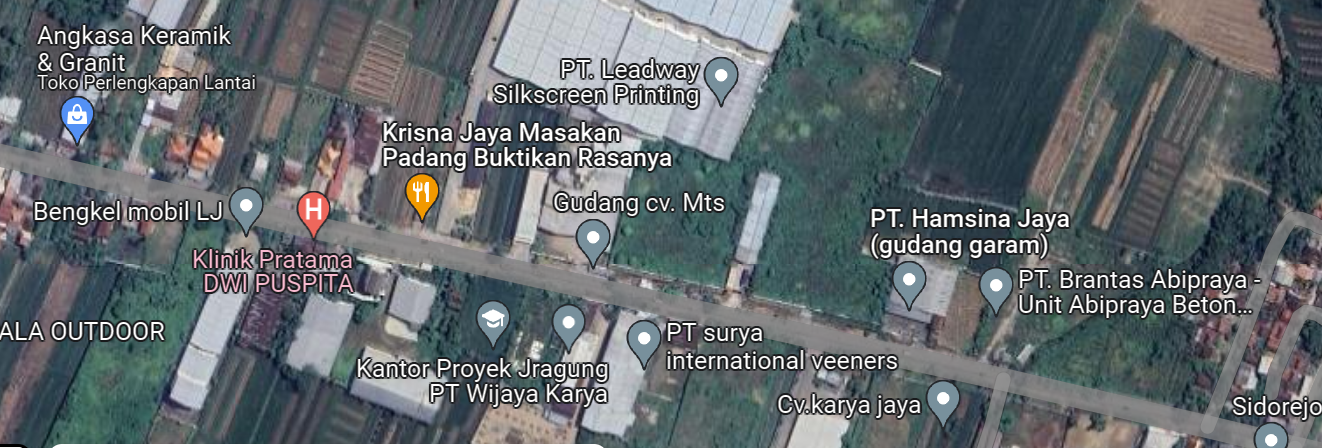 Angkasa Keramik
& Granit
Toko Perlengkapan Lantai
PT. Leadway
Silkscreen Printing
Krisna Jaya Masakan
Padang Buktikan Rasanya
Bengkel mobil LJ
H
Gudang cv. Mts
Klinik Pratama
DWI PUSPITA
PT. Hamsina Jaya
(gudang garam)
PT. Brantas Abipraya -
Unit Abipraya Beton...
ALA OUTDOOR
PT surya
international veeners
Kantor Proyek Jragung
PT Wijaya Karya
Cv.karya jaya
Sidorejo